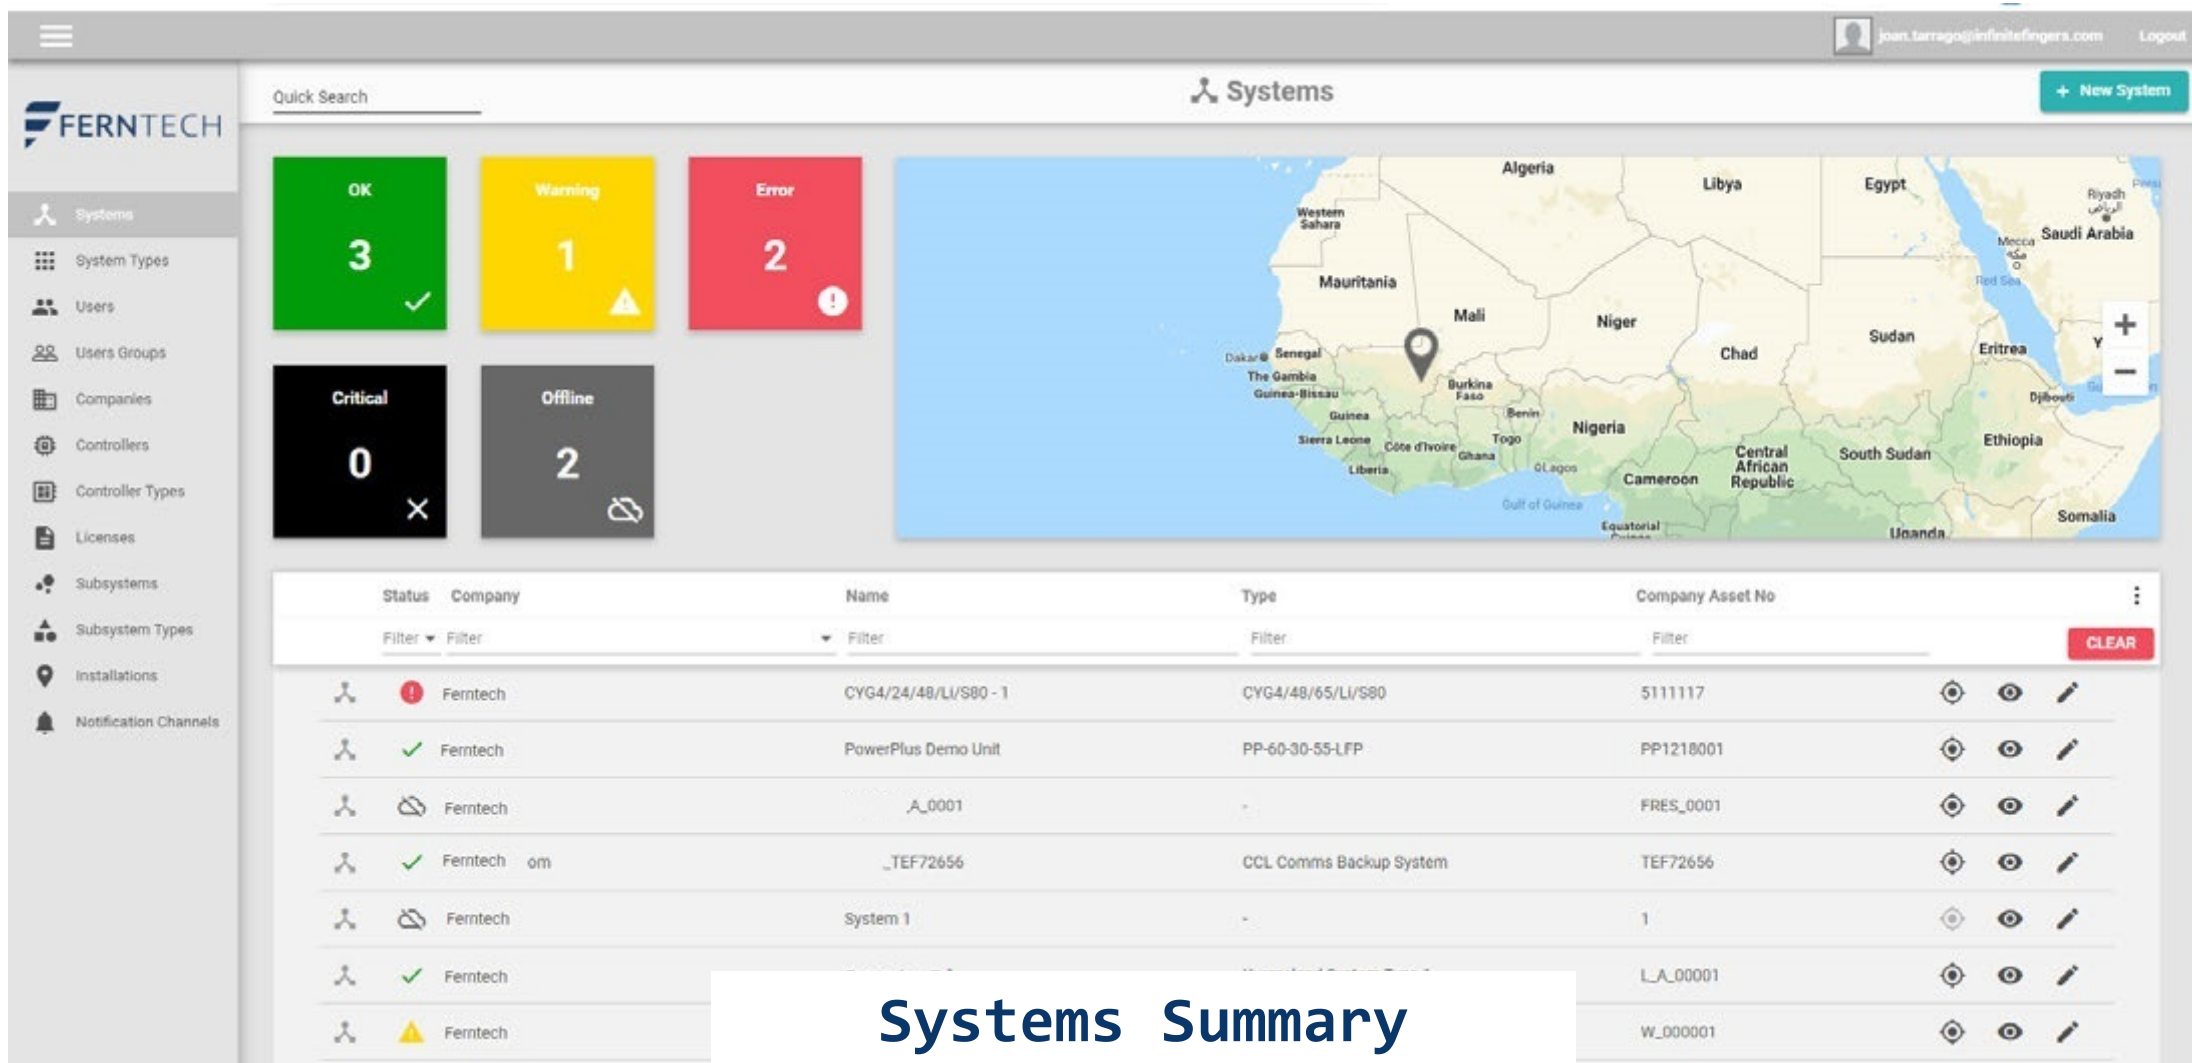 joan.tarrago@infinitefingers.com Logout
FERNTECH
Quick Search
Systems
+ New System
Systems
System Types
Users
Users Groups
Companies
Controllers
Controller Types
Licenses
Subsystems
Subsystem Types
Installations
Notification Channels
OK
3
Warning
1
Error
2
Critical
0
Offline
2
Algeria
Libya
Egypt
Riyadh
الرياض
Western
Sahara
Mecca
مكة
Saudi Arabia
Red Sea
Mauritania
Mali
Niger
Sudan
Chad
Eritrea
Dakar
Senegal
The Gambia
Guinea-Bissau
Burkina
Faso
Djibouti
Guinea
Benin
Nigeria
Sierra Leone
Côte d'Ivoire
Togo
Ghana
Ethiopia
Liberia
Lagos
Central
African
Republic
South Sudan
Cameroon
Gulf of Guinea
Equatorial
Uganda
Somalia
Status Company Name Type Company Asset No
Filter Filter Filter Filter Filter CLEAR
Ferntech CYG4/24/48/Li/S80 - 1 CYG4/48/65/Li/S80 5111117
Ferntech PowerPlus Demo Unit PP-60-30-55-LFP PP1218001
Ferntech A_0001 - FRES_0001
Ferntech om _TEF72656 CCL Comms Backup System TEF72656
Ferntech System 1 - 1
Ferntech L_A_00001
Ferntech W_000001
Systems Summary